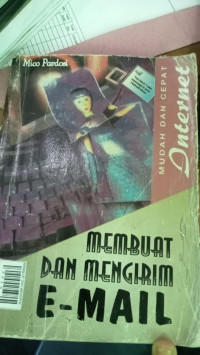 Mico Pardosi
MUDAH DAN CEPAT
Internet
MEMBUAT
DAN MENGIRIM
E-MAIL